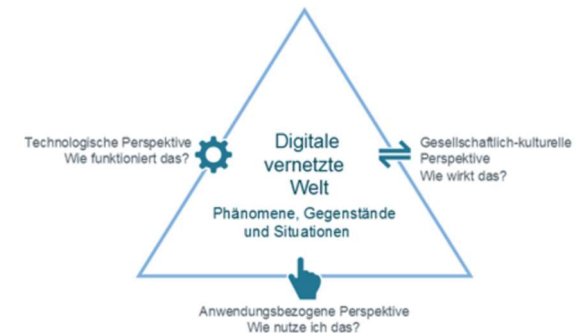 Technologische Perspektive
Wie funktioniert das?
Digitale
vernetzte
Welt
Phänomene, Gegenstände
und Situationen
Gesellschaftlich-kulturelle
Perspektive
Wie wirkt das?
Anwendungsbezogene Perspektive
Wie nutze ich das?